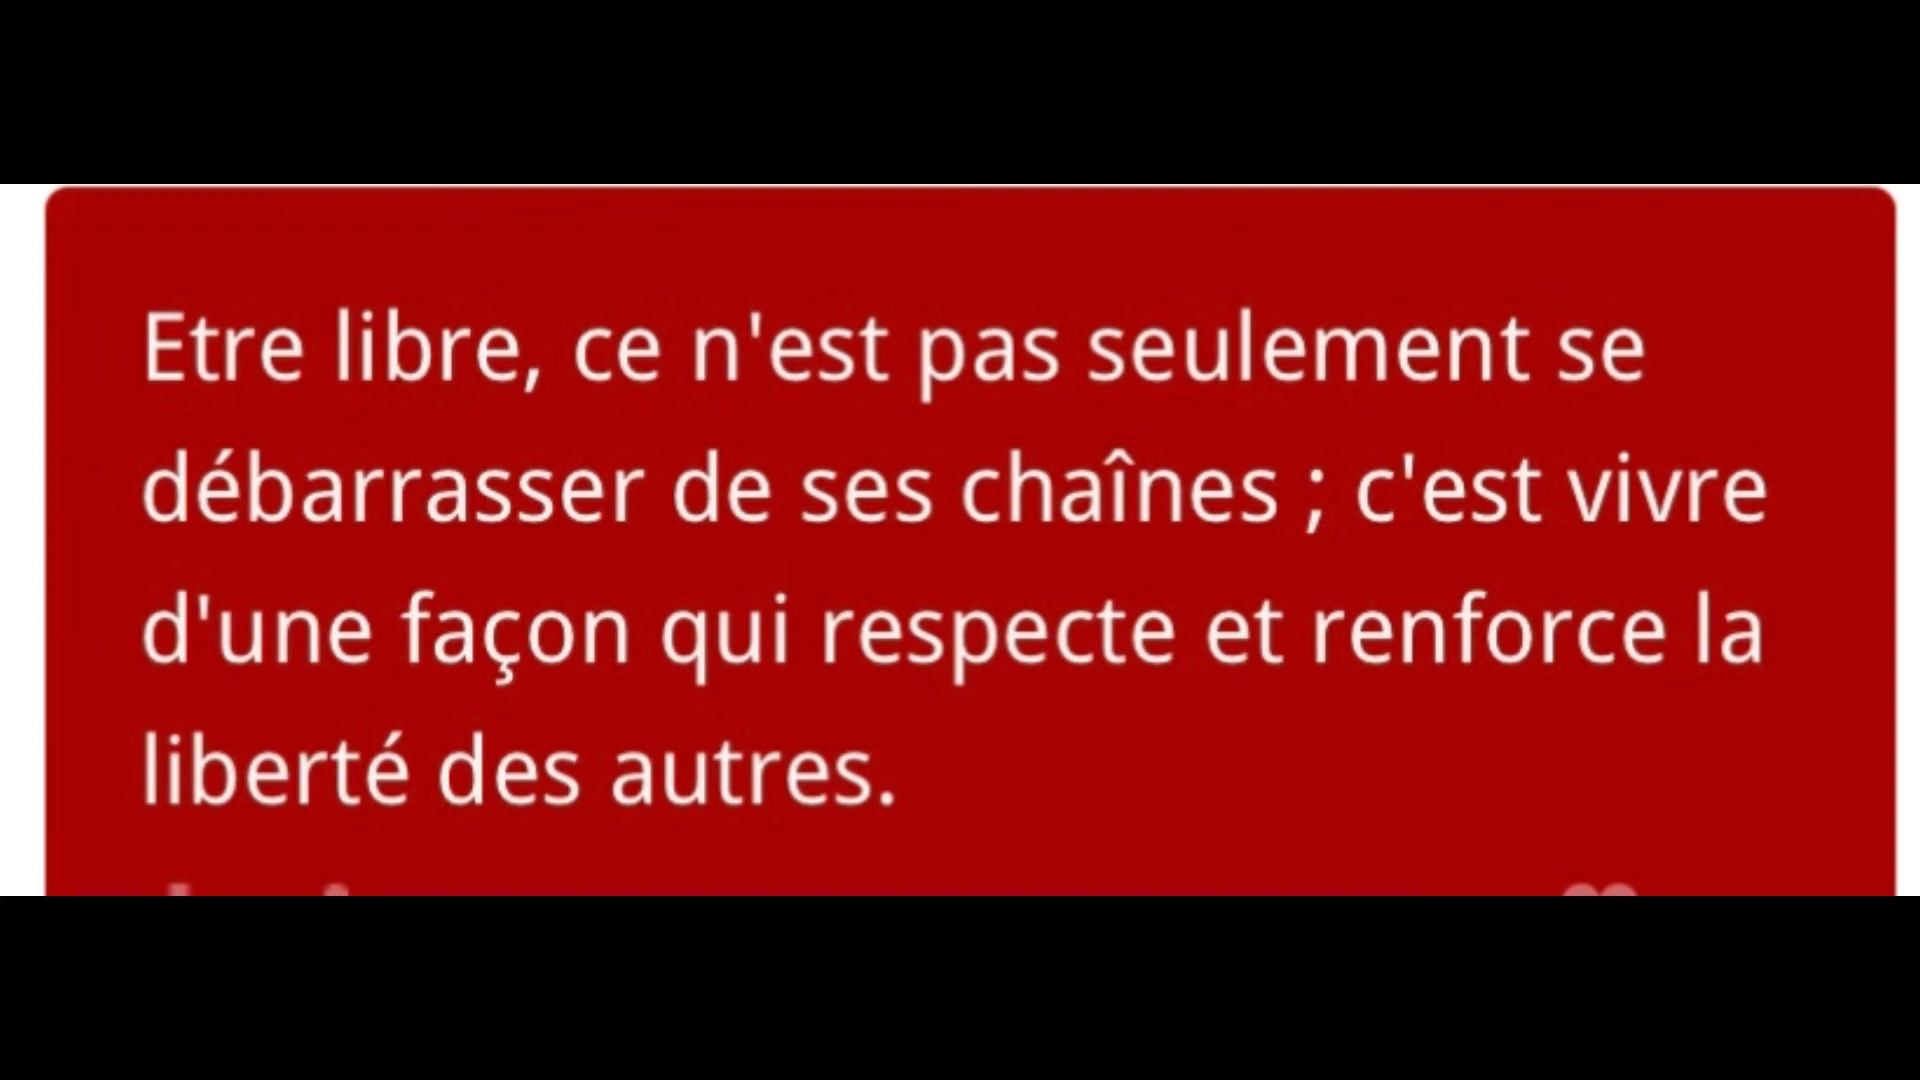 Etre libre, ce n'est pas seulement se
débarrasser de ses chaînes ; c'est vivre
d'une façon qui respecte et renforce la
liberté des autres.